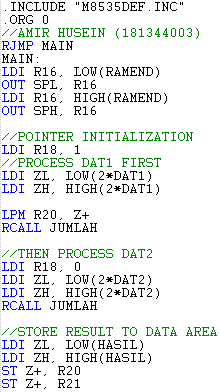 .INCLUDE "M8535DEF.INC"
.ORG 0
//AMIR HUSEIN (181344003)
RJMP MAIN
MAIN:
LDI R16, LOW(RAMEND)
OUT SPL, R16
LDI R16, HIGH(RAMEND)
OUT SPH, R16
//POINTER INITIALIZATION
LDI R18, 1
//PROCESS DAT1 FIRST
LDI ZL, LOW(2*DAT1)
LDI ZH, HIGH(2*DAT1)
LPM R20, Z+
RCALL JUMLAH
//THEN PROCESS DAT2
LDI R18, 0
LDI ZL, LOW(2*DAT2)
LDI ZH, HIGH(2*DAT2)
RCALL JUMLAH
//STORE RESULT TO DATA AREA
LDI ZL, LOW(HASIL)
LDI ZH, HIGH(HASIL)
ST Z+, R20
ST Z+, R21